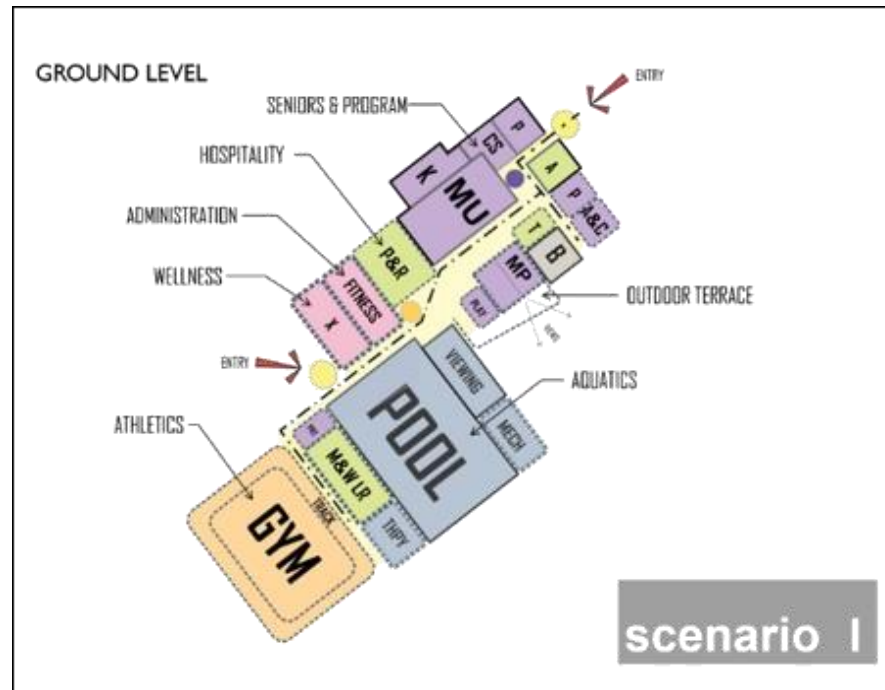 GROUND LEVEL
ENTRY
SENIORS & PROGRAM
P
CS
HOSPITALITY
K
MU
A
P
A&C
ADMINISTRATION
P&R
T
B
WELLNESS
FITNESS
MP
OUTDOOR TERRACE
X
PLAY
VIEWS
ENTRY
VIEWING
AQUATICS
POOL
MECH
ATHLETICS
M&W LR
TRACK
THPY
GYM
scenario I